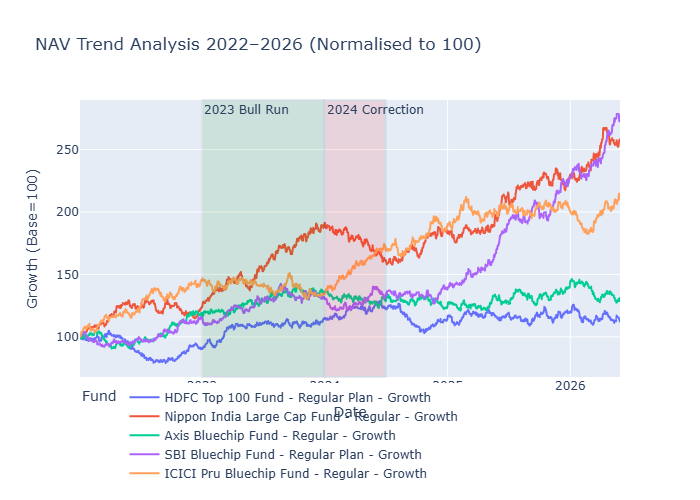 NAV Trend Analysis 2022–2026 (Normalised to 100)
2023 Bull Run
2024 Correction
Growth (Base=100)
250
200
150
100
2023
2024
2025
2026
Date
Fund
HDFC Top 100 Fund - Regular Plan - Growth
Nippon India Large Cap Fund - Regular - Growth
Axis Bluechip Fund - Regular - Growth
SBI Bluechip Fund - Regular Plan - Growth
ICICI Pru Bluechip Fund - Regular - Growth